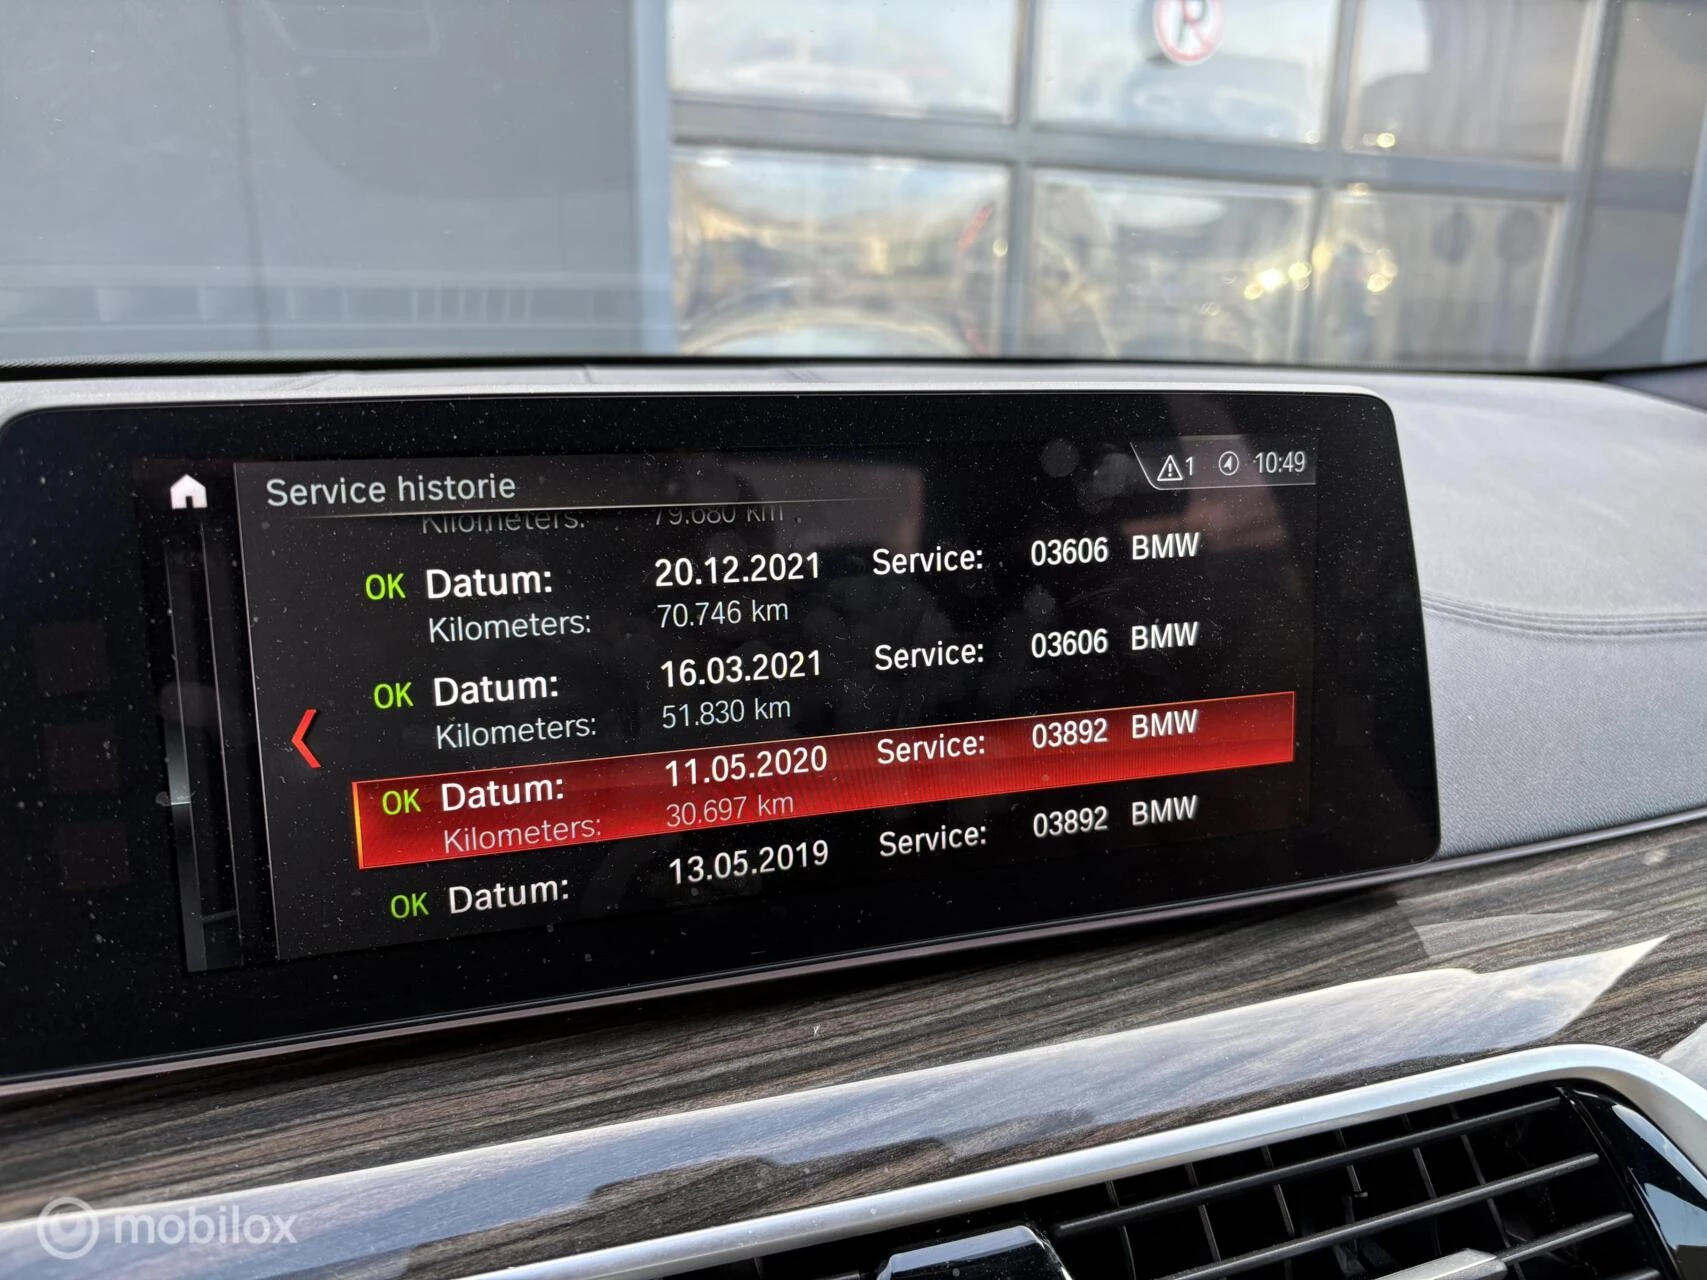 Service historie
1 10:49
Kilometers: 79.680 km
OK Datum: 20.12.2021 Service: 03606 BMW
Kilometers: 70.746 km
OK Datum: 16.03.2021 Service: 03606 BMW
Kilometers: 51.830 km
OK Datum: 11.05.2020 Service: 03892 BMW
Kilometers: 30.697 km
OK Datum: 13.05.2019 Service: 03892 BMW
mobilox